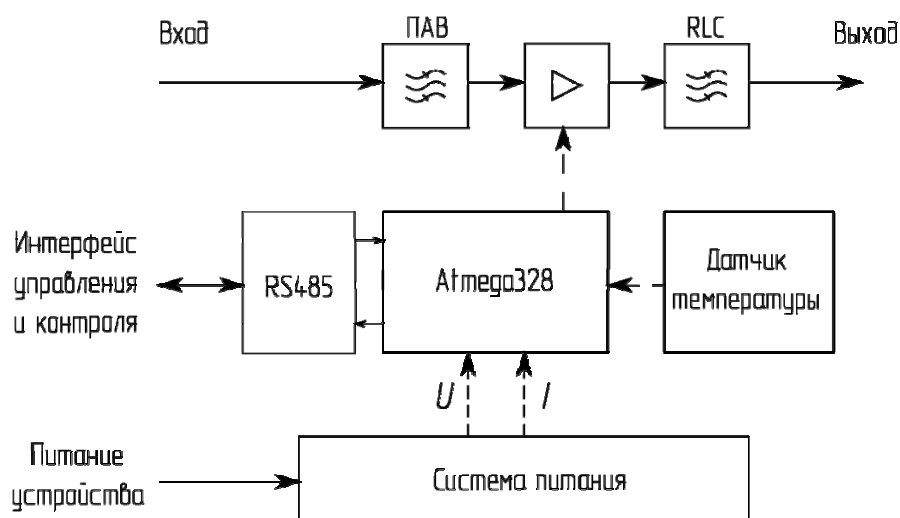 Вход
ПАВ
RLC
Выход
Интерфейс
управления
и контроля
RS485
Atmega328
Датчик
температуры
U
I
Питание
устройства
Система питания